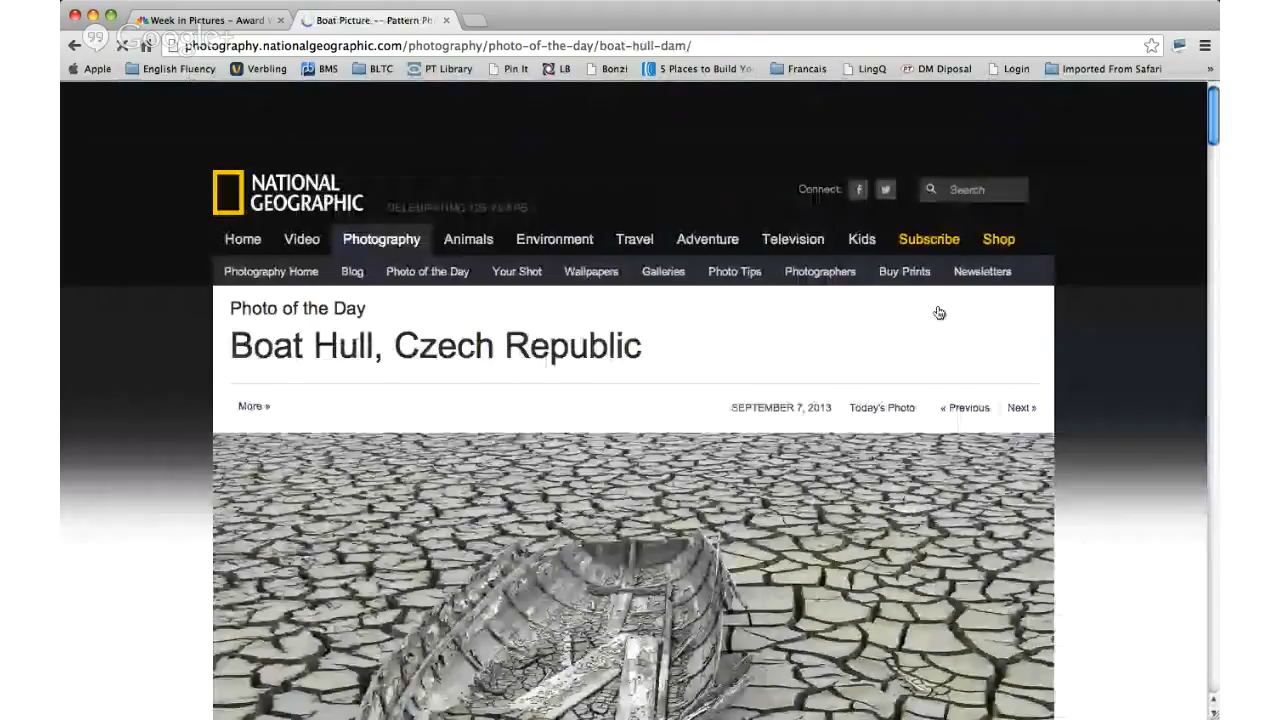 Week in Pictures – Award V
Boat Picture -- Pattern Ph
Google+
photography.nationalgeographic.com/photography/photo-of-the-day/boat-hull-dam/
Apple English Fluency Verbling BMS BLTC PT Library Pin It LB Bonzi 5 Places to Build Yo Francais LingQ DM Diposal Login Imported From Safari »
NATIONAL
GEOGRAPHIC
CELEBRATING 125 YEARS
Connect: Search
Home Video Photography Animals Environment Travel Adventure Television Kids Subscribe Shop
Photography Home Blog Photo of the Day Your Shot Wallpapers Galleries Photo Tips Photographers Buy Prints Newsletters
Photo of the Day
Boat Hull, Czech Republic
More » SEPTEMBER 7, 2013 Today's Photo « Previous Next »